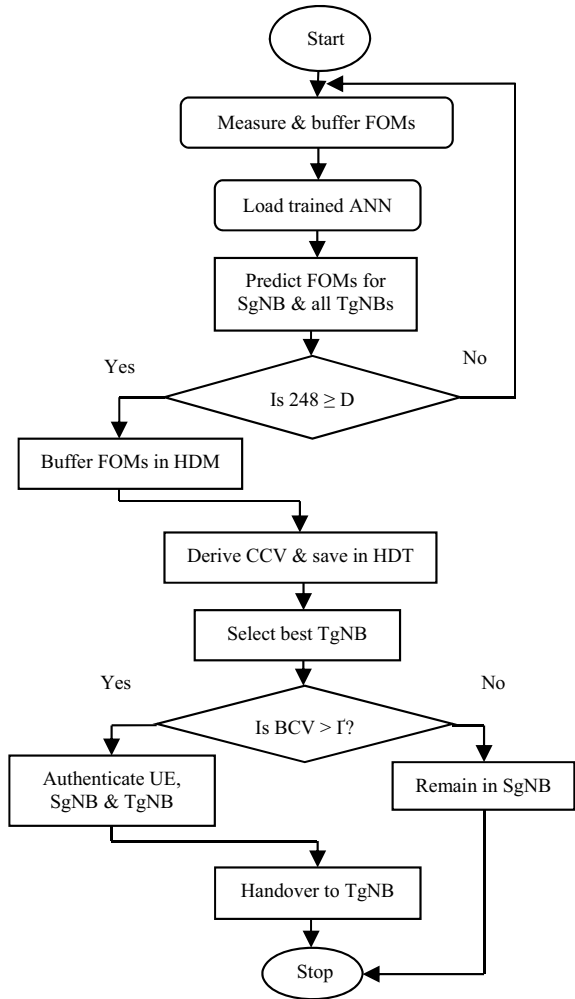 Start
Measure & buffer FOMs
Load trained ANN
Predict FOMs for
SgNB & all TgNBs
Yes
No
Is 248 ≥ D
Buffer FOMs in HDM
Derive CCV & save in HDT
Select best TgNB
Yes
No
Is BCV > Ґ?
Authenticate UE,
SgNB & TgNB
Remain in SgNB
Handover to TgNB
Stop